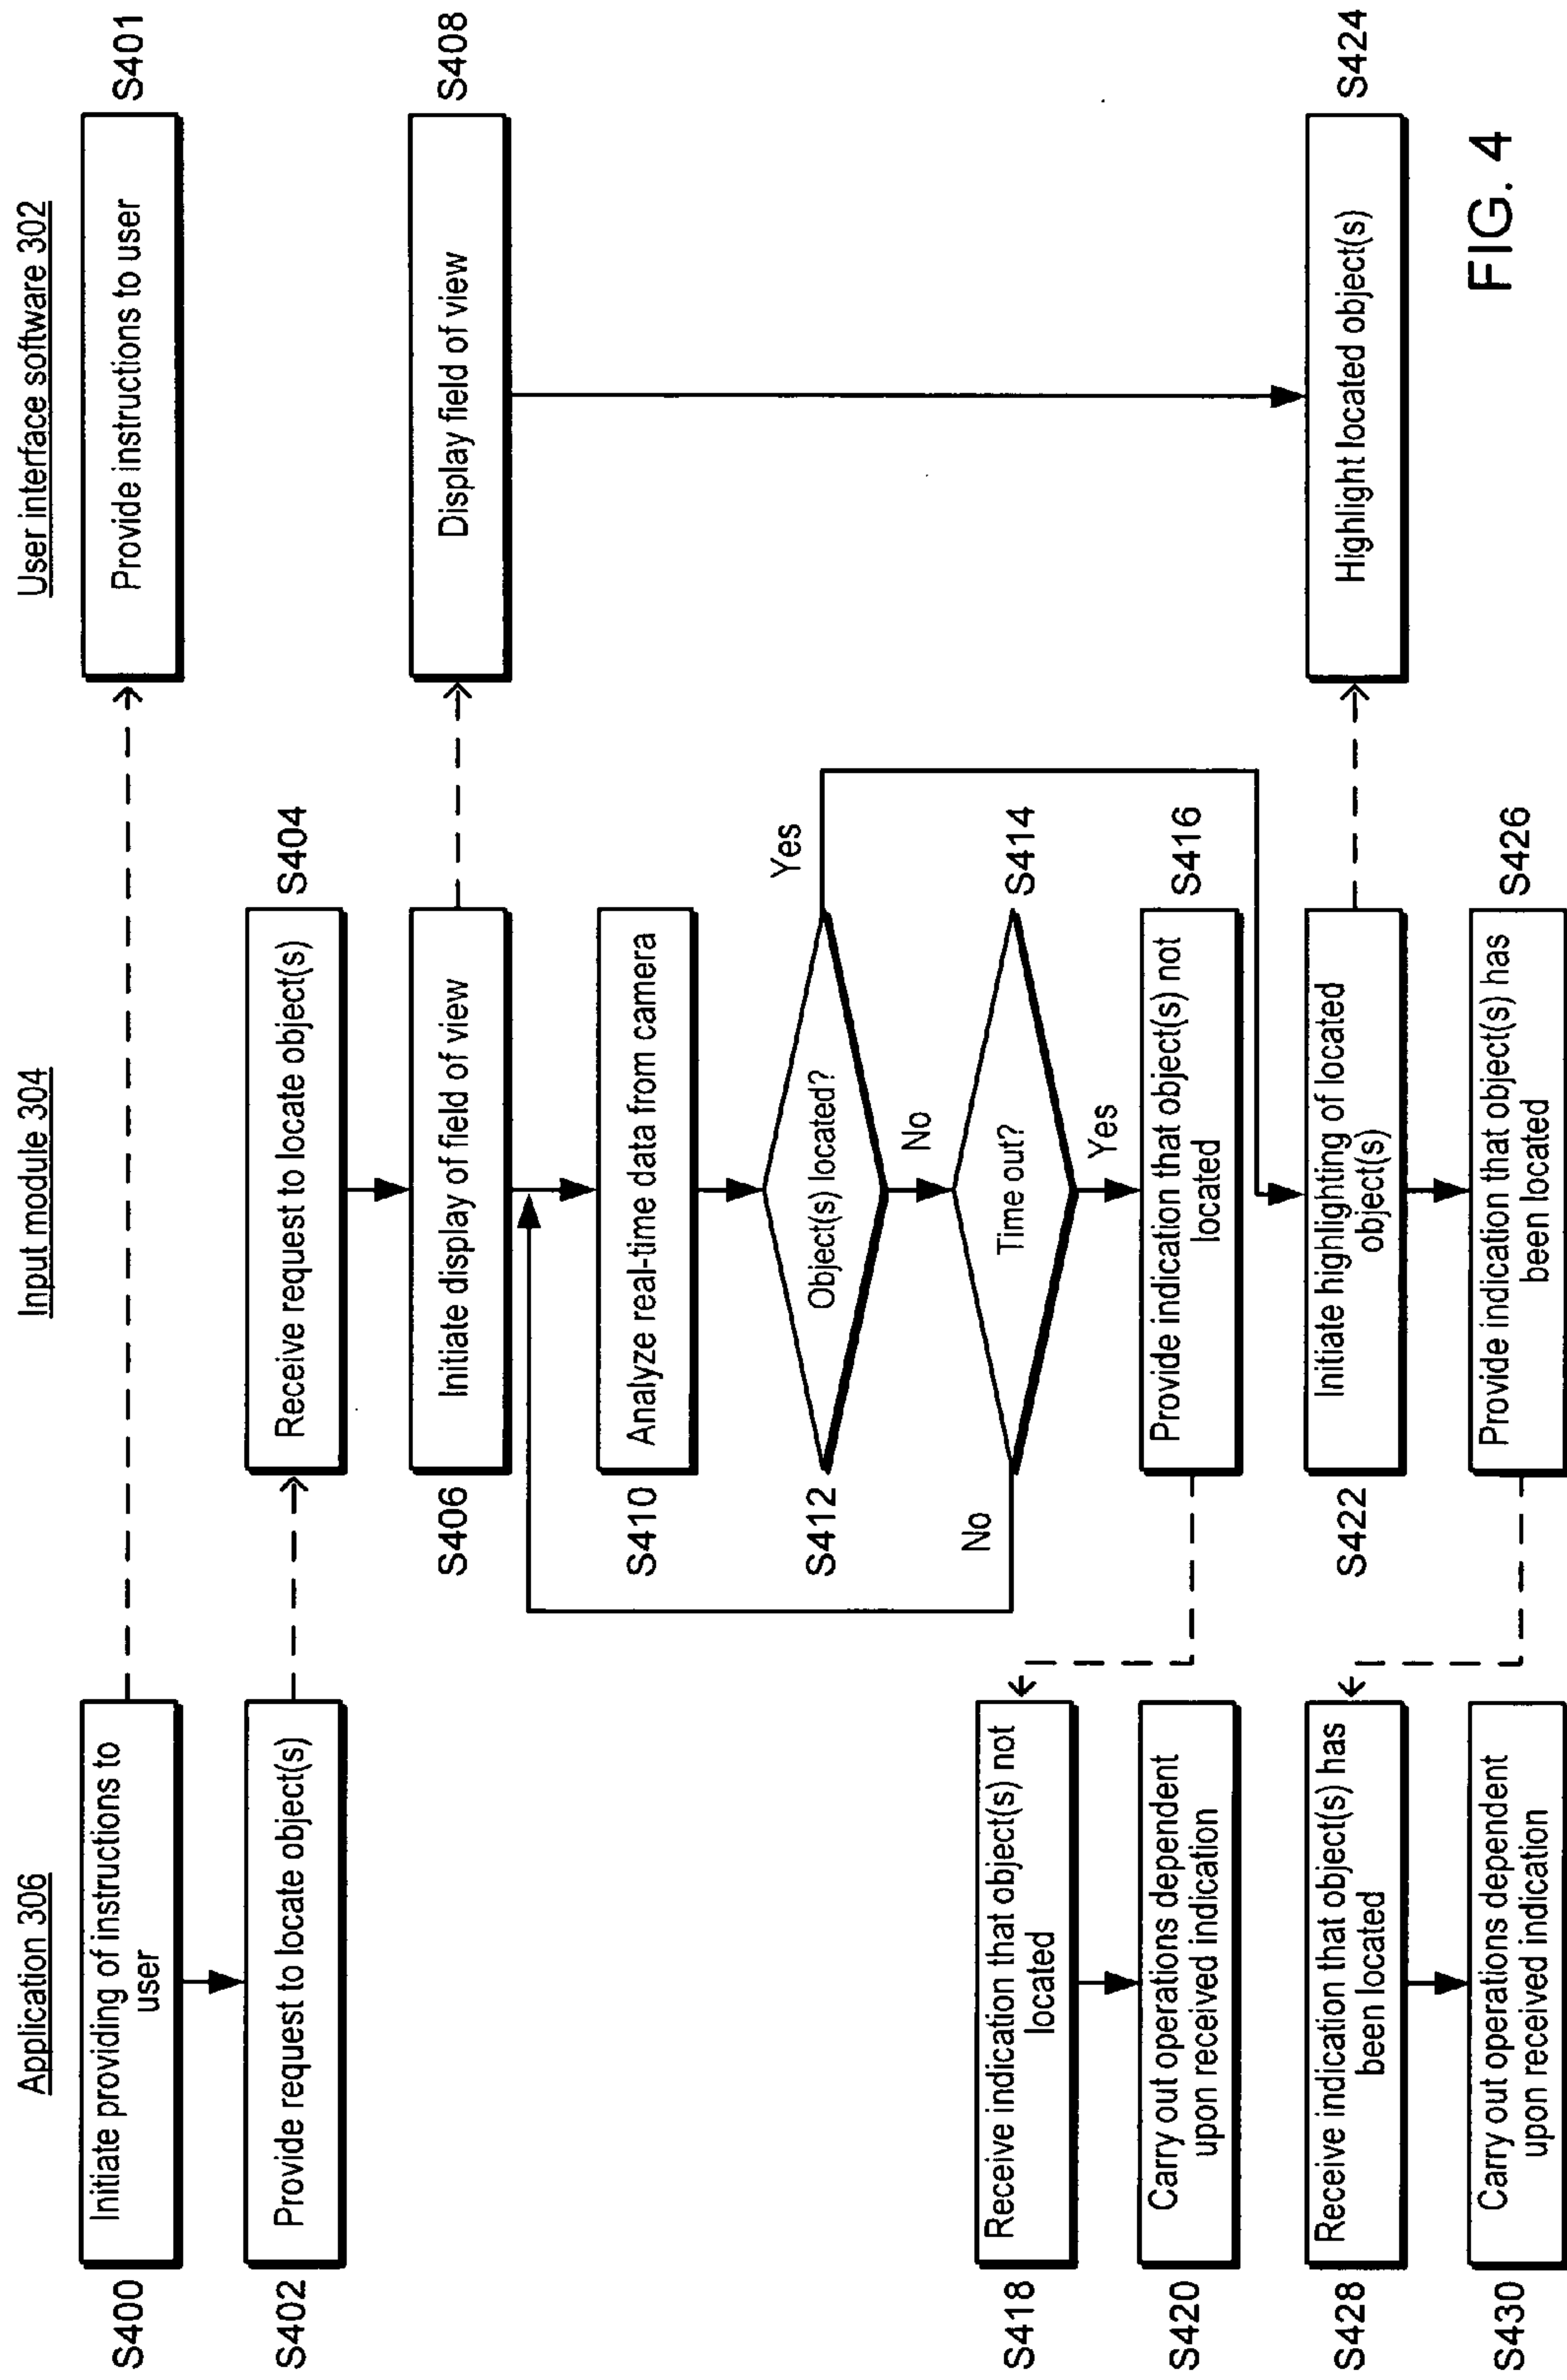 Application 306
Input module 304
User interface software 302
S400
Initiate providing of instructions to
user
Provide instructions to user
S401
S402
Provide request to locate object(s)
Receive request to locate object(s)
S404
S406
Initiate display of field of view
Display field of view
S408
S410
Analyze real-time data from camera
S412
Object(s) located?
Yes
No
Time out?
S414
No
Yes
Provide indication that object(s) not
located
S416
S418
Receive indication that object(s) not
located
S420
Carry out operations dependent
upon received indication
S422
Initiate highlighting of located
object(s)
Highlight located object(s)
S424
Provide indication that object(s) has
been located
S426
S428
Receive indication that object(s) has
been located
S430
Carry out operations dependent
upon received indication
FIG. 4